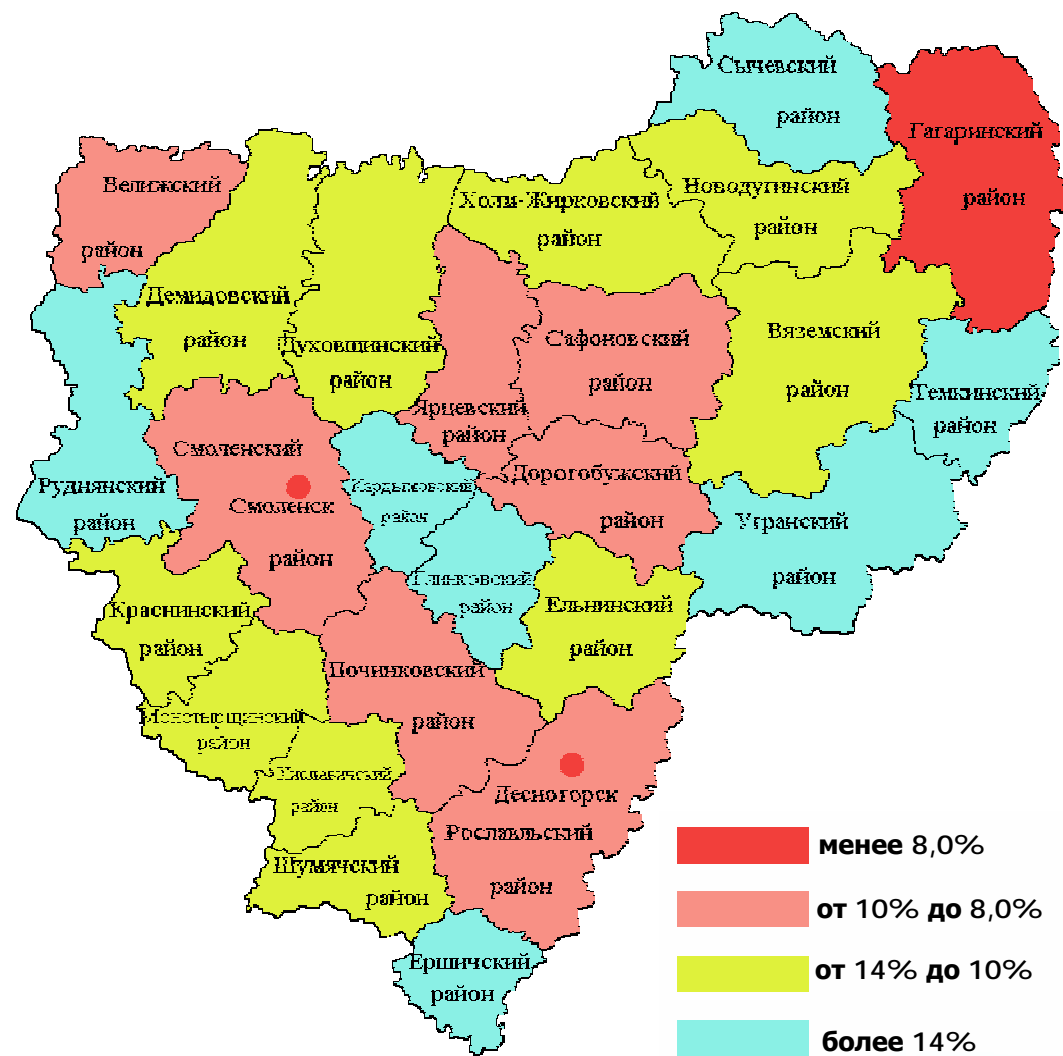 Сычевский
район
Гагаринский
район
Велижский
район
Холм-Жирковский
район
Новодугинский
район
Демидовский
район
Духовщинский
район
Сафоновский
район
Вяземский
район
Темкинский
район
Ярцевский
район
Смоленский
Смоленск
район
Руднянский
район
Кардымовский
район
Дорогобужский
район
Угранский
район
Глинковский
район
Ельнинский
район
Краснинский
район
Починковский
район
Монастырщинский
район
Хиславичский
район
Десногорск
Рославльский
район
Шумячский
район
Ершичский
район
менее 8,0%
от 10% до 8,0%
от 14% до 10%
более 14%